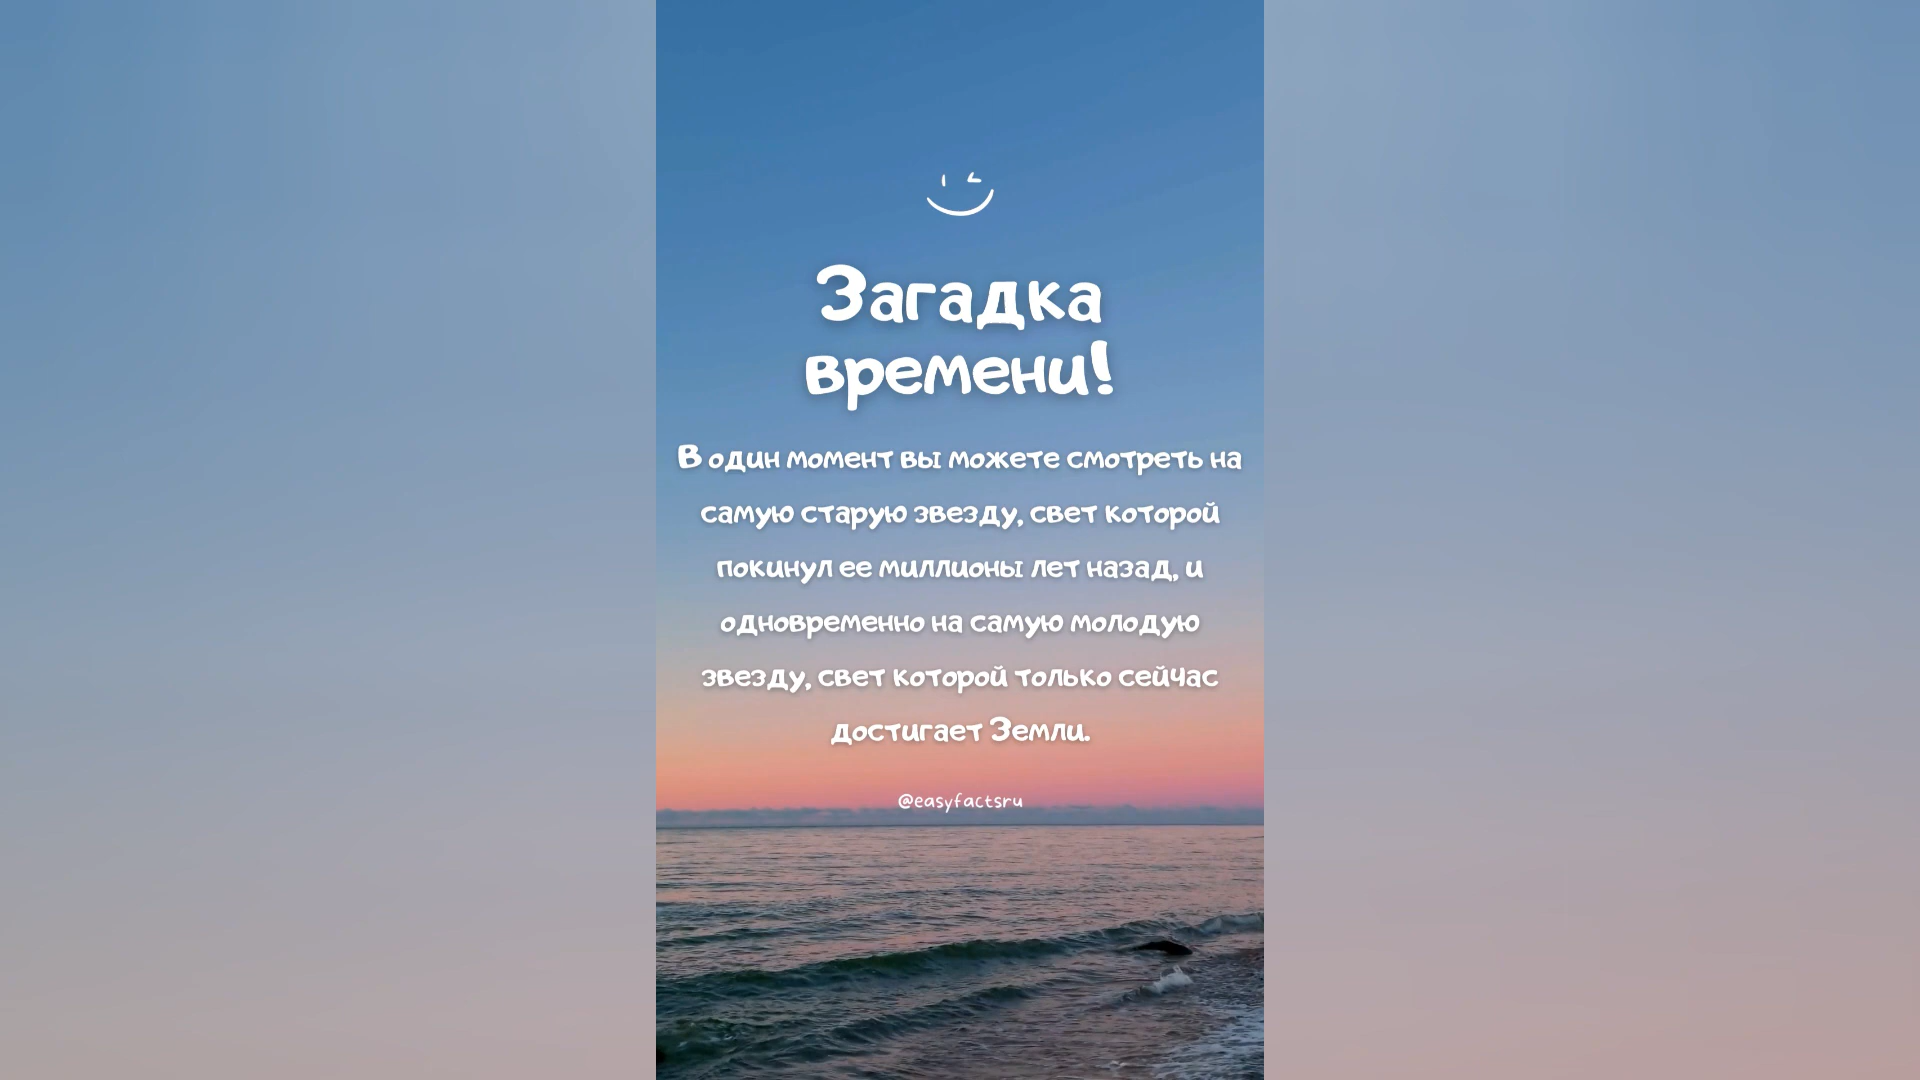 Загадка
времени!
В один момент вы можете смотреть на
самую старую звезду, свет которой
покинул ее миллионы лет назад, и
одновременно на самую молодую
звезду, свет которой только сейчас
достигает Земли.
@easyfactsru